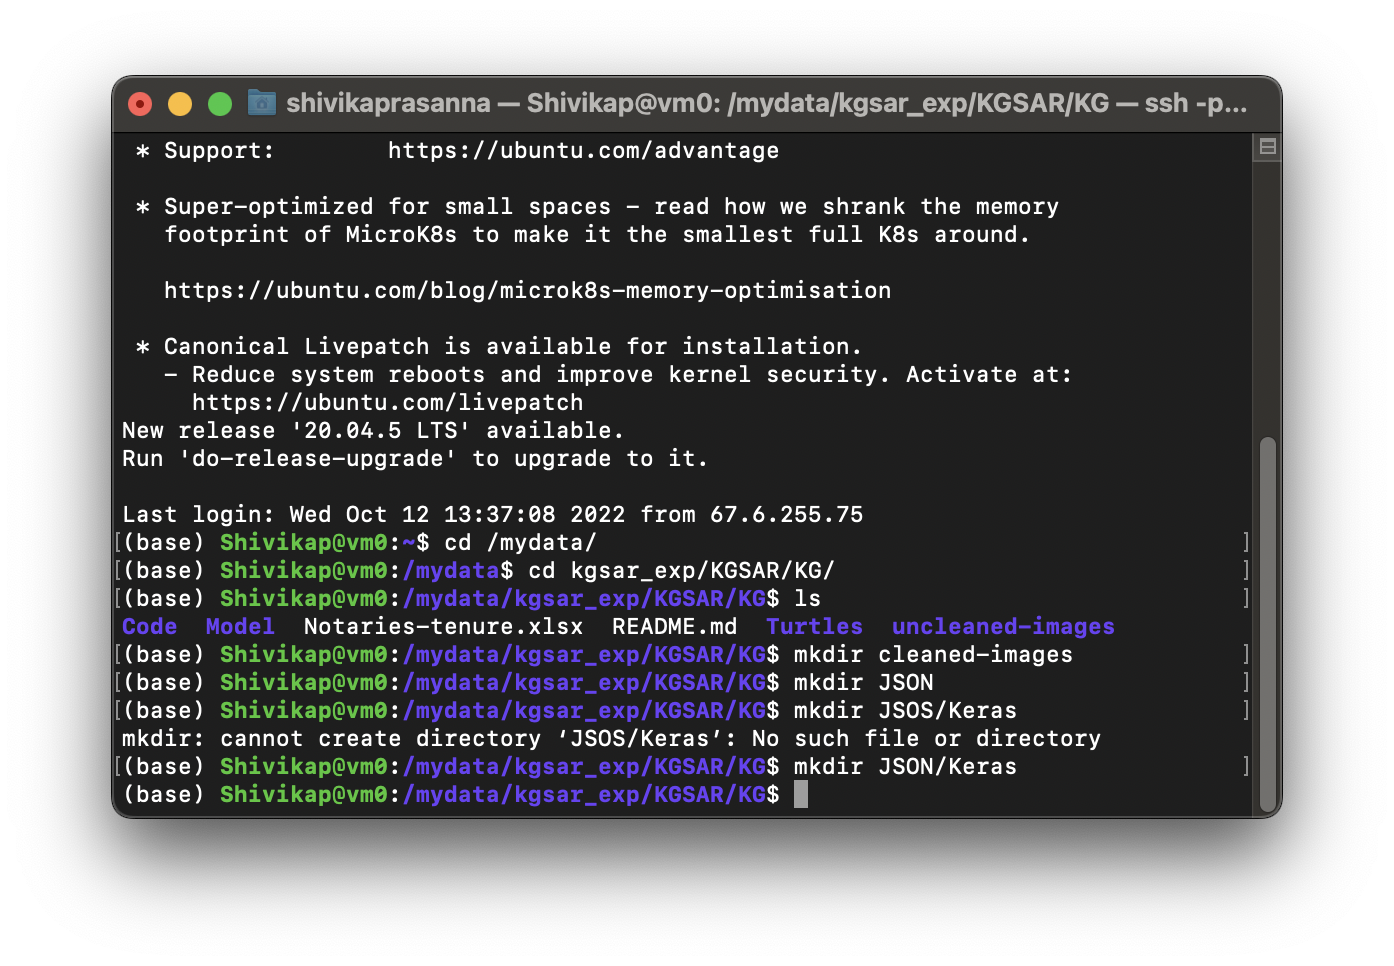 shivikaprasanna — Shivikap@vm0: /mydata/kgsar_exp/KGSAR/KG — ssh -p...
* Support:        https://ubuntu.com/advantage
* Super-optimized for small spaces - read how we shrank the memory
footprint of MicroK8s to make it the smallest full K8s around.
https://ubuntu.com/blog/microk8s-memory-optimisation
* Canonical Livepatch is available for installation.
- Reduce system reboots and improve kernel security. Activate at:
https://ubuntu.com/livepatch
New release '20.04.5 LTS' available.
Run 'do-release-upgrade' to upgrade to it.
Last login: Wed Oct 12 13:37:08 2022 from 67.6.255.75
[(base) Shivikap@vm0:~$ cd /mydata/ ]
[(base) Shivikap@vm0:/mydata$ cd kgsar_exp/KGSAR/KG/ ]
[(base) Shivikap@vm0:/mydata/kgsar_exp/KGSAR/KG$ ls ]
Code  Model  Notaries-tenure.xlsx  README.md  Turtles  uncleaned-images
[(base) Shivikap@vm0:/mydata/kgsar_exp/KGSAR/KG$ mkdir cleaned-images ]
[(base) Shivikap@vm0:/mydata/kgsar_exp/KGSAR/KG$ mkdir JSON ]
[(base) Shivikap@vm0:/mydata/kgsar_exp/KGSAR/KG$ mkdir JSOS/Keras ]
mkdir: cannot create directory ‘JSOS/Keras’: No such file or directory
[(base) Shivikap@vm0:/mydata/kgsar_exp/KGSAR/KG$ mkdir JSON/Keras ]
(base) Shivikap@vm0:/mydata/kgsar_exp/KGSAR/KG$